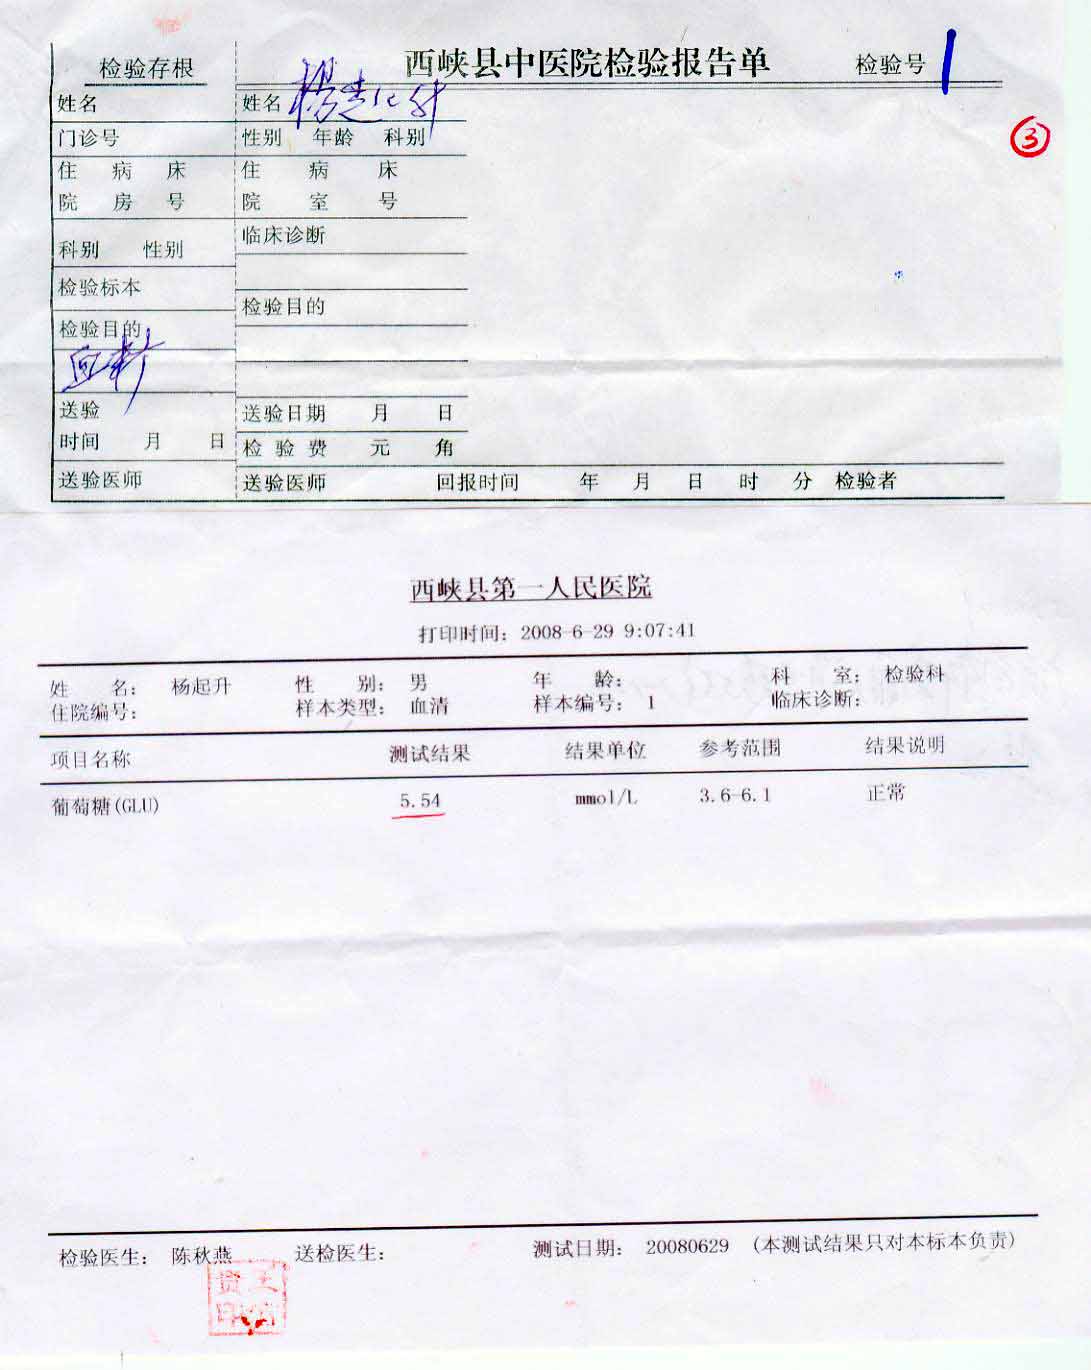 西峡县中医院检验报告单 检验号 1
③
检验存根
姓名
门诊号
住 病 床
院 房 号
科别 性别
检验标本
检验目的
血糖
送验
时间 月 日
送验医师
姓名
性别 年龄 科别
住 病 床
院 室 号
临床诊断
检验目的
送验日期 月 日
检 验 费 元 角
送验医师 回报时间 年 月 日 时 分 检验者
西峡县第一人民医院
打印时间: 2008-6-29 9:07:41
姓 名: 杨起升 性 别: 男 年 龄: 科 室: 检验科
住院编号: 样本类型: 血清 样本编号: 1 临床诊断:
项目名称 测试结果 结果单位 参考范围 结果说明
葡萄糖(GLU) 5.54 mmol/L 3.6-6.1 正常
检验医生: 陈秋燕 送检医生: 测试日期: 20080629 (本测试结果只对本标本负责)